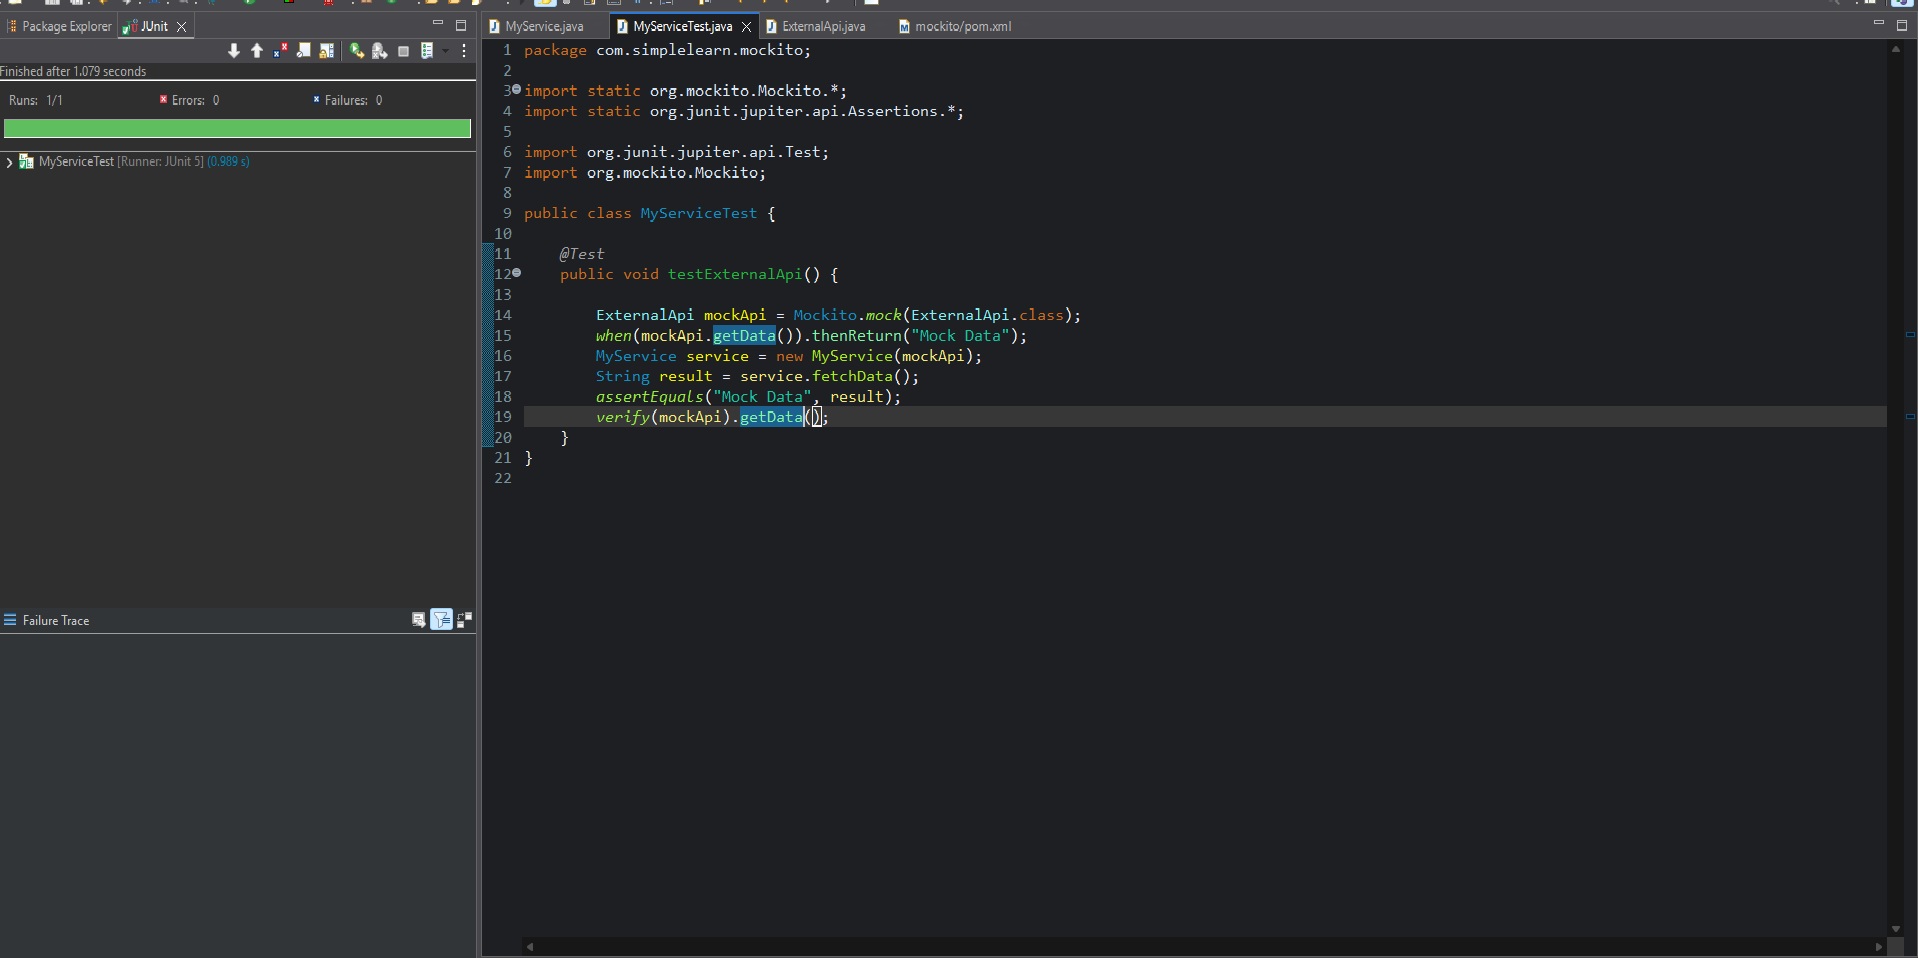 Package Explorer JUnit
Finished after 1.079 seconds
Runs: 1/1 Errors: 0 Failures: 0
MyServiceTest [Runner: JUnit 5] (0.989 s)
Failure Trace
MyService.java MyServiceTest.java ExternalApi.java mockito/pom.xml
1 package com.simplelearn.mockito;
2
3 import static org.mockito.Mockito.*;
4 import static org.junit.jupiter.api.Assertions.*;
5
6 import org.junit.jupiter.api.Test;
7 import org.mockito.Mockito;
8
9 public class MyServiceTest {
10
11 @Test
12 public void testExternalApi() {
13
14 ExternalApi mockApi = Mockito.mock(ExternalApi.class);
15 when(mockApi.getData()).thenReturn("Mock Data");
16 MyService service = new MyService(mockApi);
17 String result = service.fetchData();
18 assertEquals("Mock Data", result);
19 verify(mockApi).getData();
20 }
21 }
22